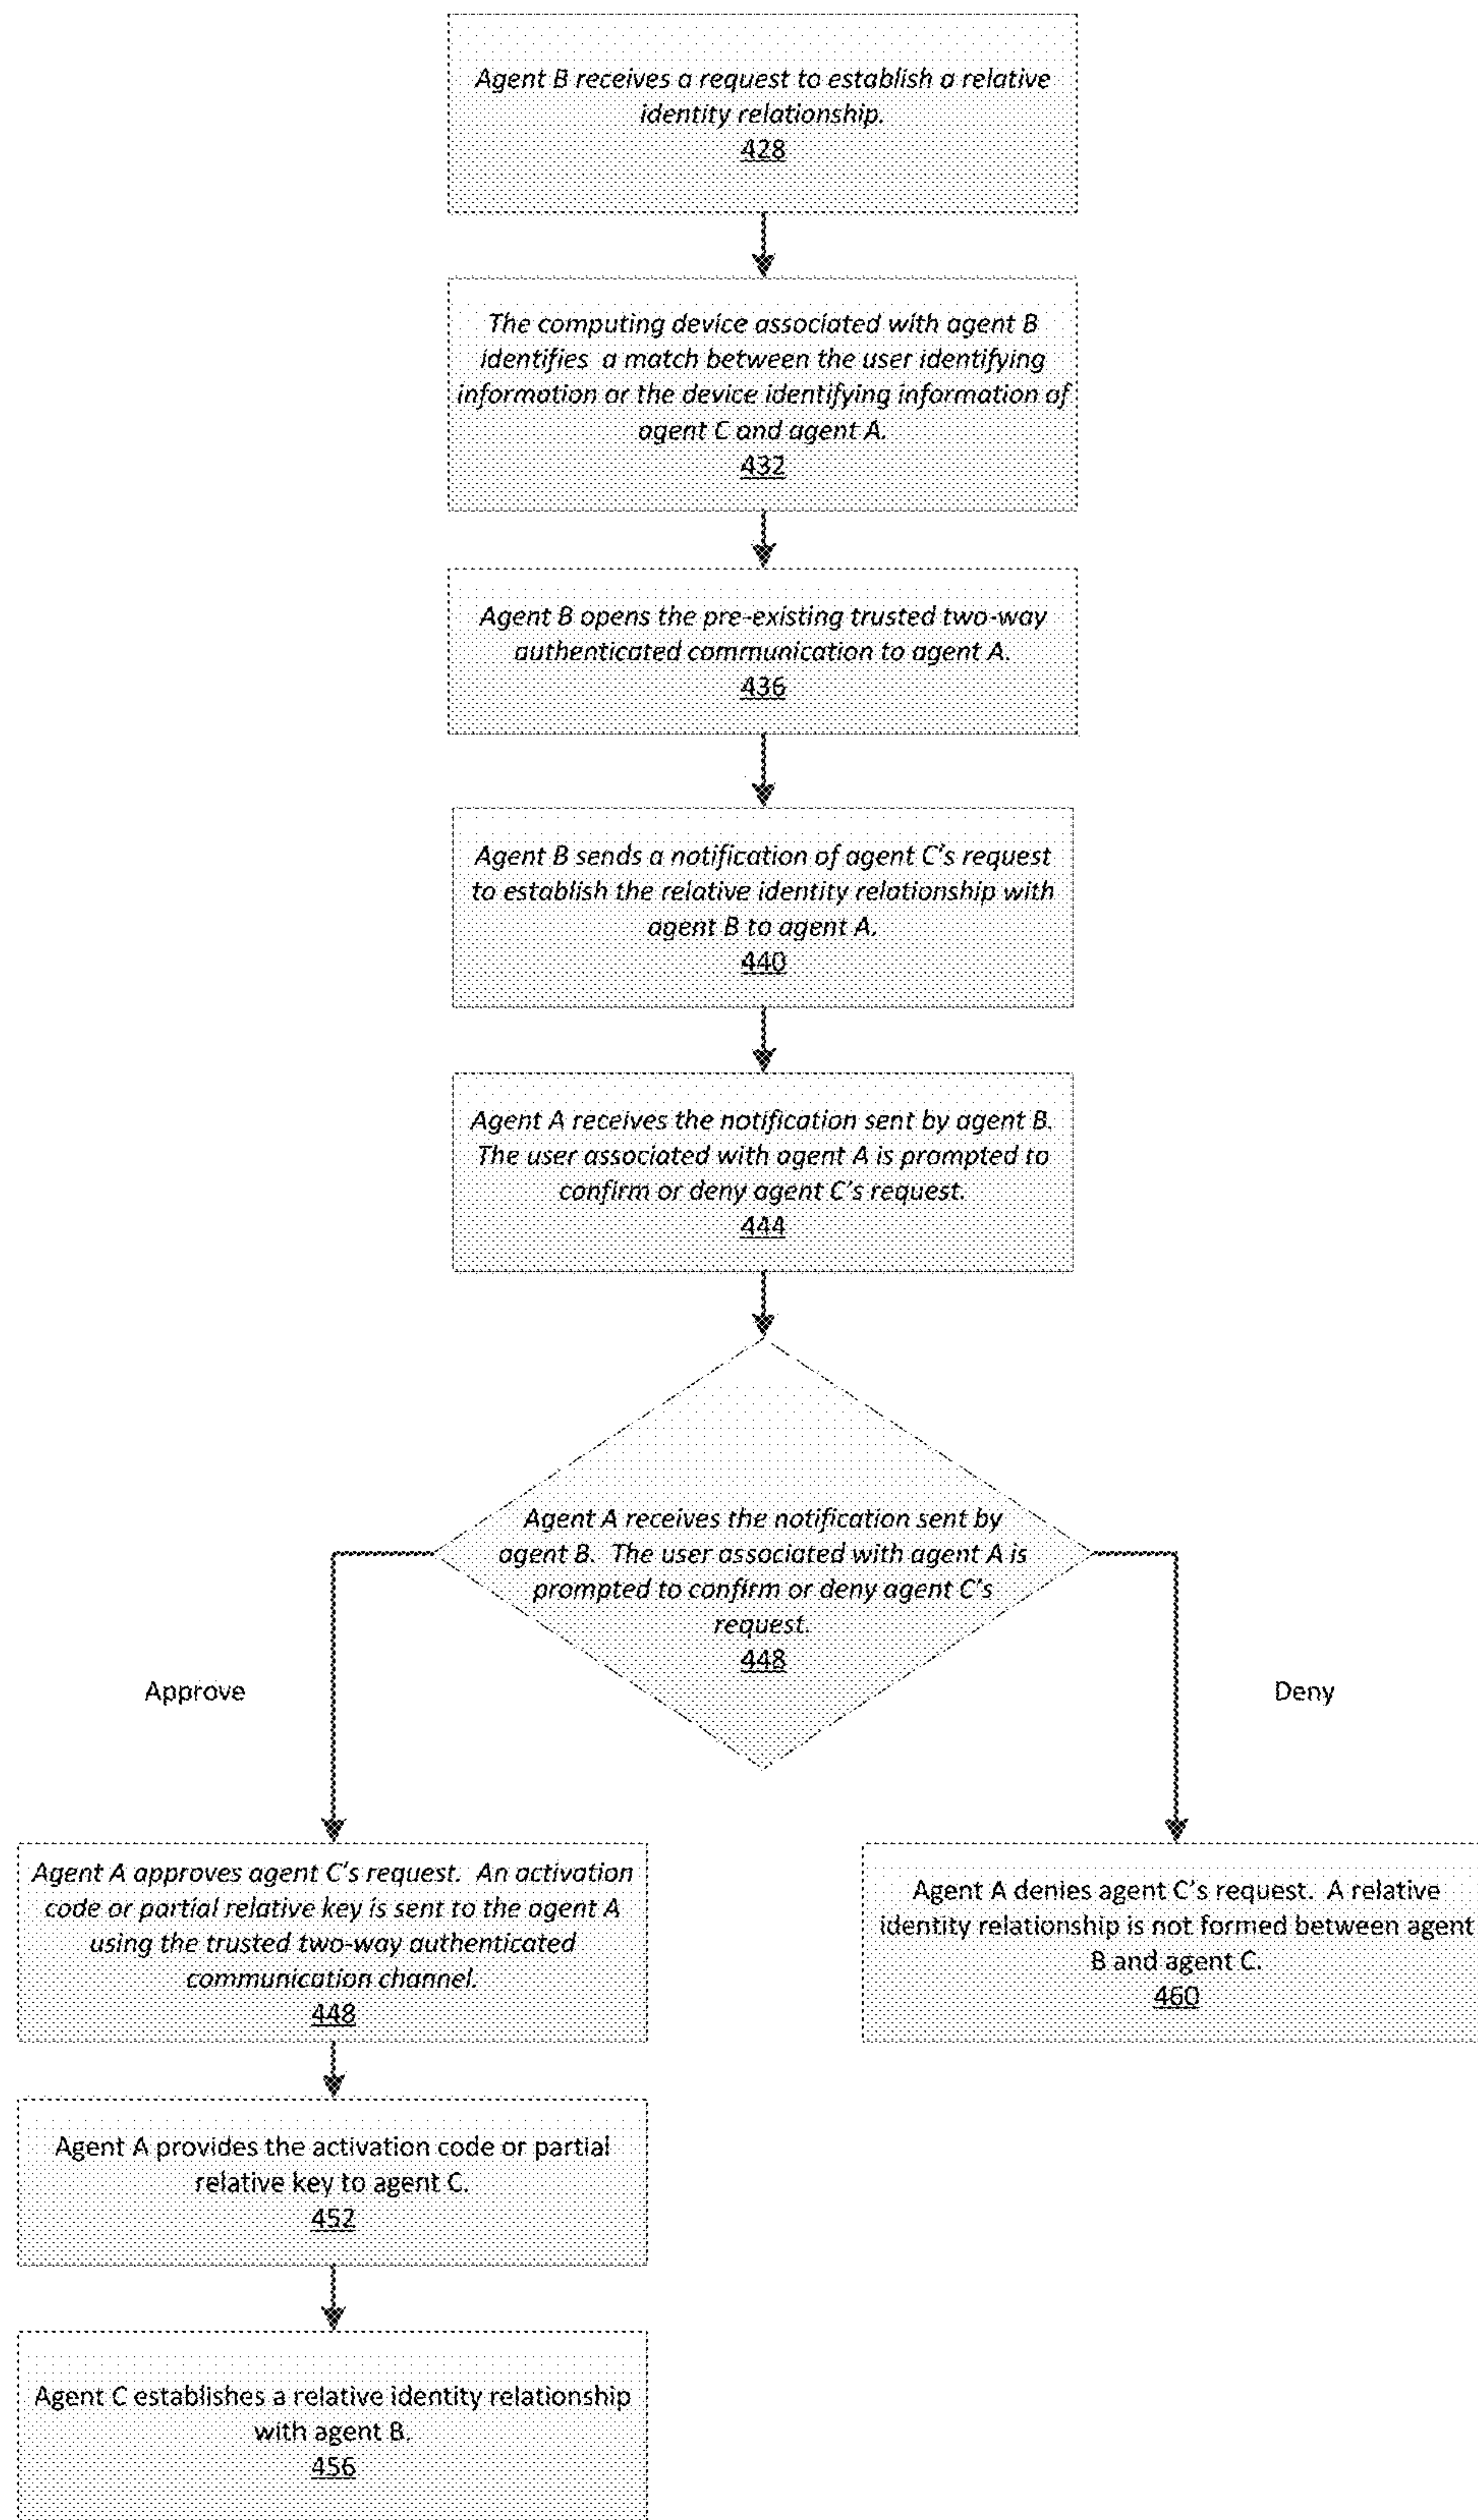 Agent B receives a request to establish a relative
identity relationship.
428
The computing device associated with agent B
identifies a match between the user identifying
information or the device identifying information of
agent C and agent A.
432
Agent B opens the pre-existing trusted two-way
authenticated communication to agent A.
436
Agent B sends a notification of agent C's request
to establish the relative identity relationship with
agent B to agent A.
440
Agent A receives the notification sent by agent B.
The user associated with agent A is prompted to
confirm or deny agent C's request.
444
Agent A receives the notification sent by
agent B. The user associated with agent A is
prompted to confirm or deny agent C's
request.
448
Approve
Deny
Agent A approves agent C's request. An activation
code or partial relative key is sent to the agent A
using the trusted two-way authenticated
communication channel.
448
Agent A denies agent C's request. A relative
identity relationship is not formed between agent
B and agent C.
460
Agent A provides the activation code or partial
relative key to agent C.
452
Agent C establishes a relative identity relationship
with agent B.
456